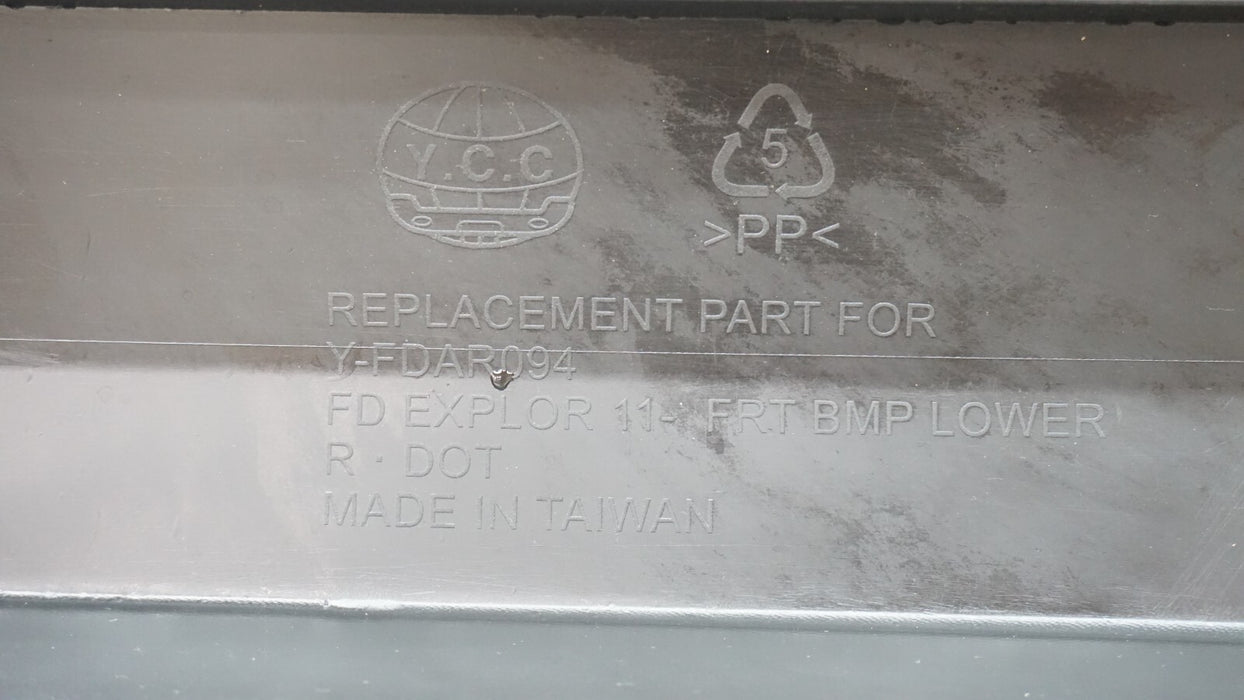 Y.C.C
5
>PP<
REPLACEMENT PART FOR
Y-FDAR094
FD EXPLOR 11- FRT BMP LOWER
R · DOT
MADE IN TAIWAN